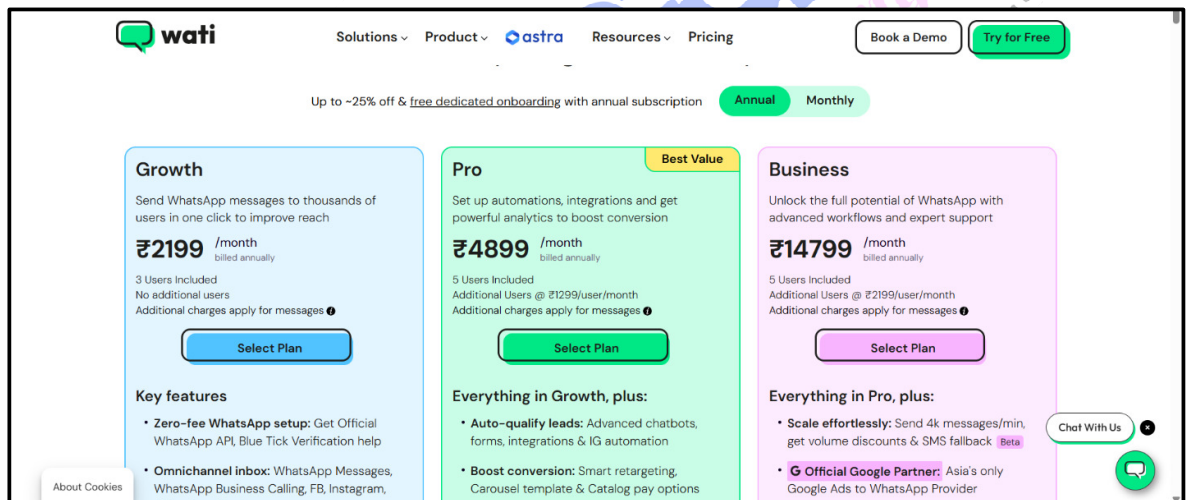 wati
Solutions
Product
astra
Resources
Pricing
Book a Demo
Try for Free
Up to ~25% off & free dedicated onboarding with annual subscription
Annual
Monthly
Growth
Send WhatsApp messages to thousands of
users in one click to improve reach
₹2199 /month
billed annually
3 Users Included
No additional users
Additional charges apply for messages i
Select Plan
Key features
• Zero-fee WhatsApp setup: Get Official
WhatsApp API, Blue Tick Verification help
• Omnichannel inbox: WhatsApp Messages,
WhatsApp Business Calling, FB, Instagram,
Best Value
Pro
Set up automations, integrations and get
powerful analytics to boost conversion
₹4899 /month
billed annually
5 Users Included
Additional Users @ ₹1299/user/month
Additional charges apply for messages i
Select Plan
Everything in Growth, plus:
• Auto-qualify leads: Advanced chatbots,
forms, integrations & IG automation
• Boost conversion: Smart retargeting,
Carousel template & Catalog pay options
Business
Unlock the full potential of WhatsApp with
advanced workflows and expert support
₹14799 /month
billed annually
5 Users Included
Additional Users @ ₹2199/user/month
Additional charges apply for messages i
Select Plan
Everything in Pro, plus:
• Scale effortlessly: Send 4k messages/min,
get volume discounts & SMS fallback Beta
• G Official Google Partner: Asia's only
Google Ads to WhatsApp Provider
Chat With Us
About Cookies